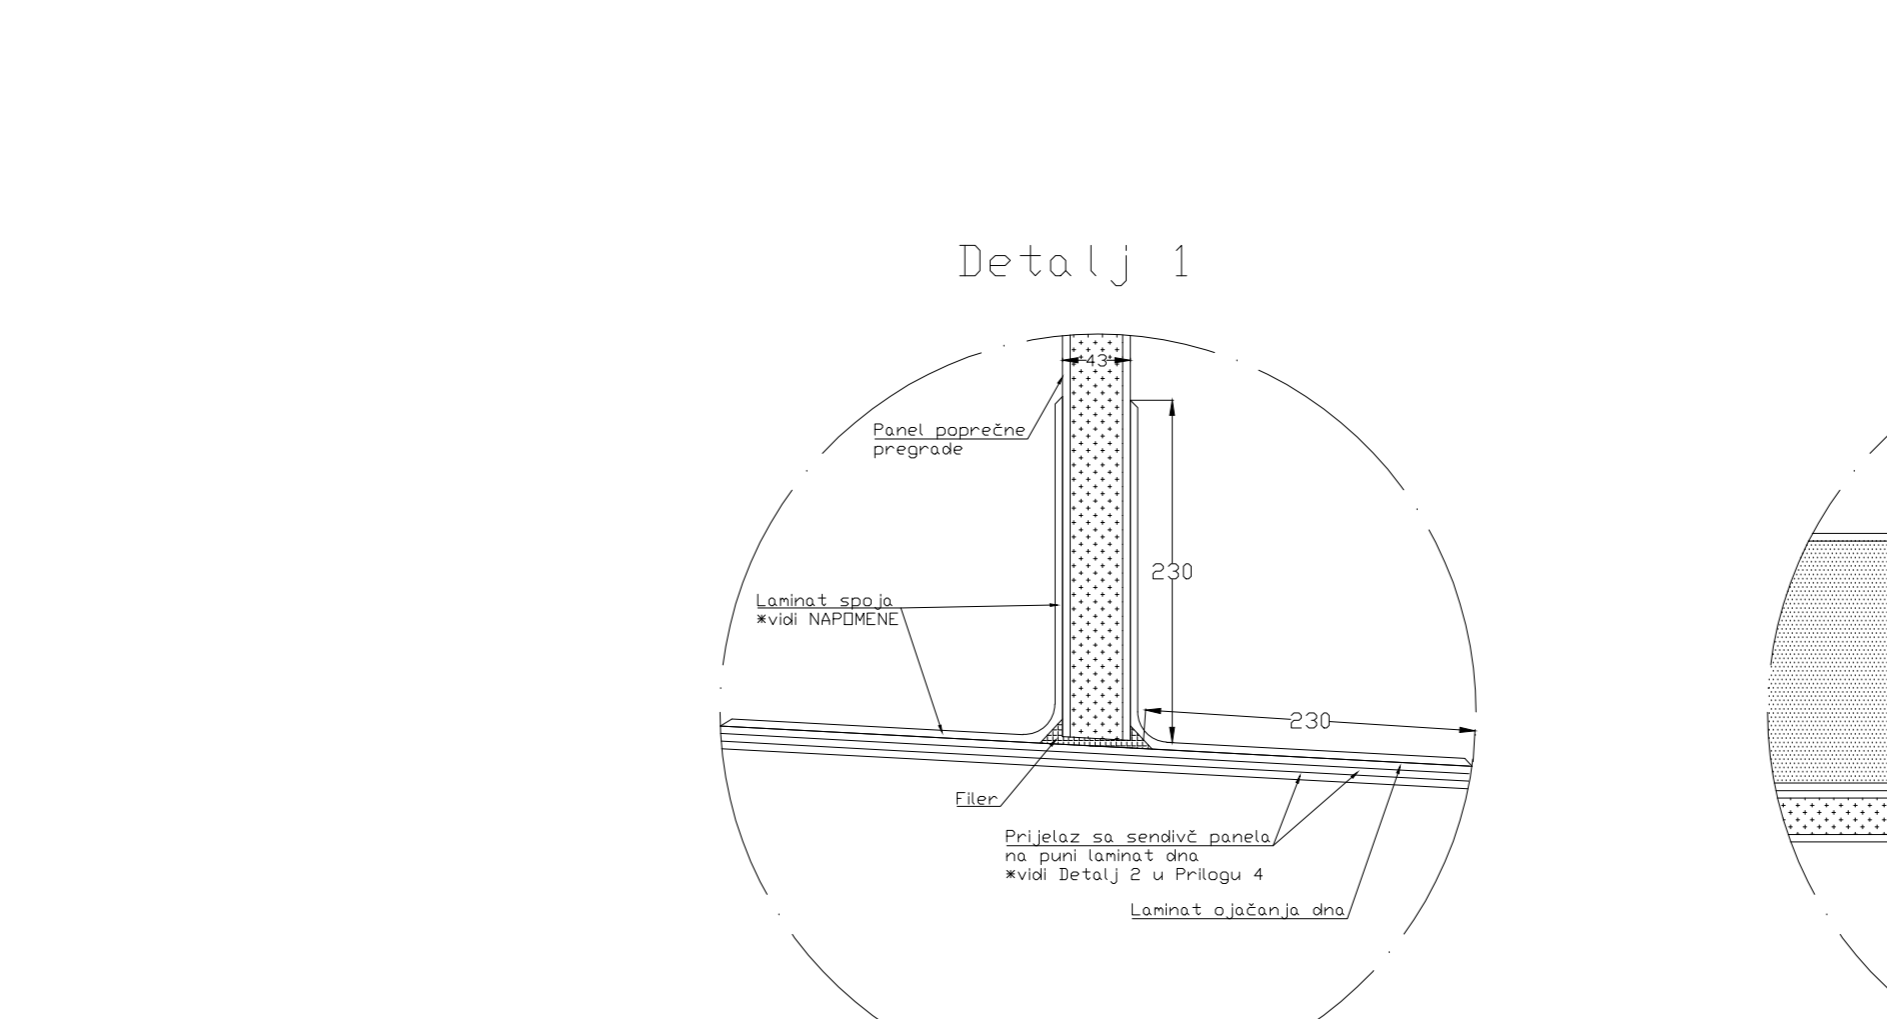 Detalj 1
43
Panel poprečne
pregrade
230
Laminat spoja
*vidi NAPOMENE
230
Filer
Prijelaz sa sendivč panela
na puni laminat dna
*vidi Detalj 2 u Prilogu 4
Laminat ojačanja dna